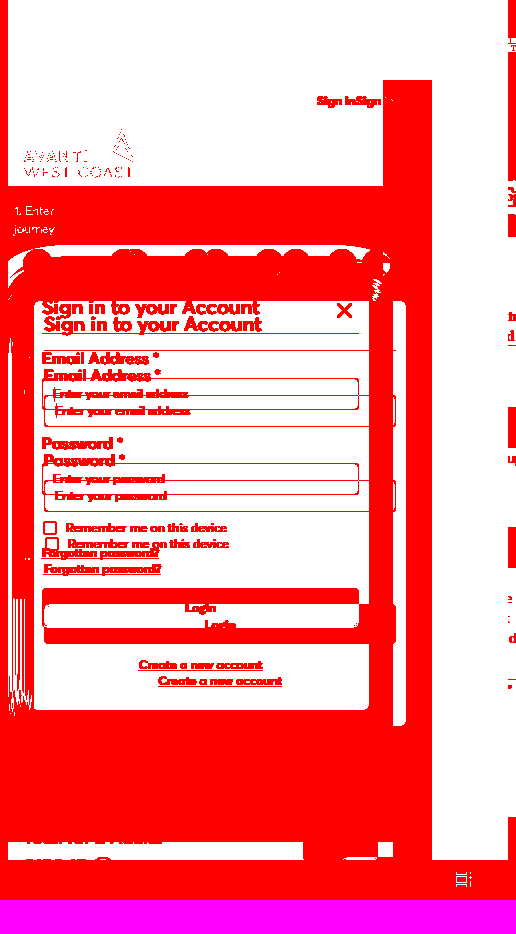 Sign InSign
AVANTI
WEST COAST
1. Enter
journey
Sign in to your Account
Sign in to your Account
Email Address *
Email Address *
Enter your email address
Enter your email address
Password *
Password *
Enter your password
Enter your password
Remember me on this device
Remember me on this device
Forgotten password?
Forgotten password?
Login
Login
Create a new account
Create a new account